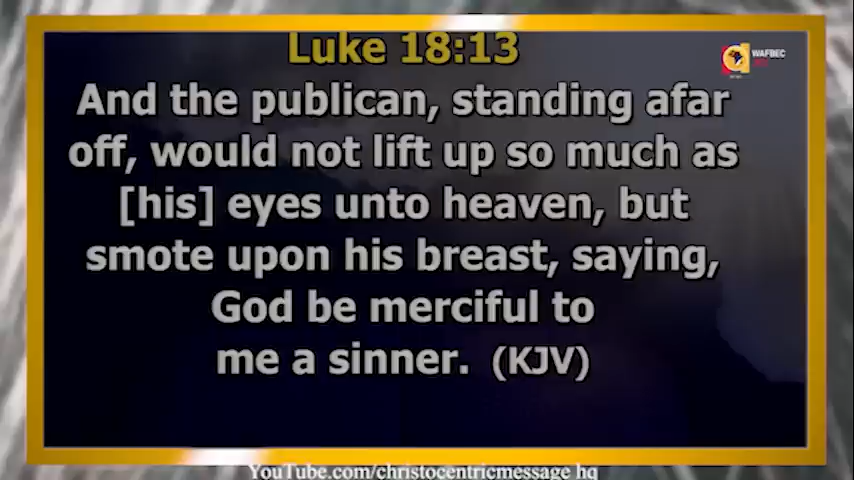 Luke 18:13
WAFBEC
And the publican, standing afar
off, would not lift up so much as
[his] eyes unto heaven, but
smote upon his breast, saying,
God be merciful to
me a sinner. (KJV)
YouTube.com/christocentricmessage hq